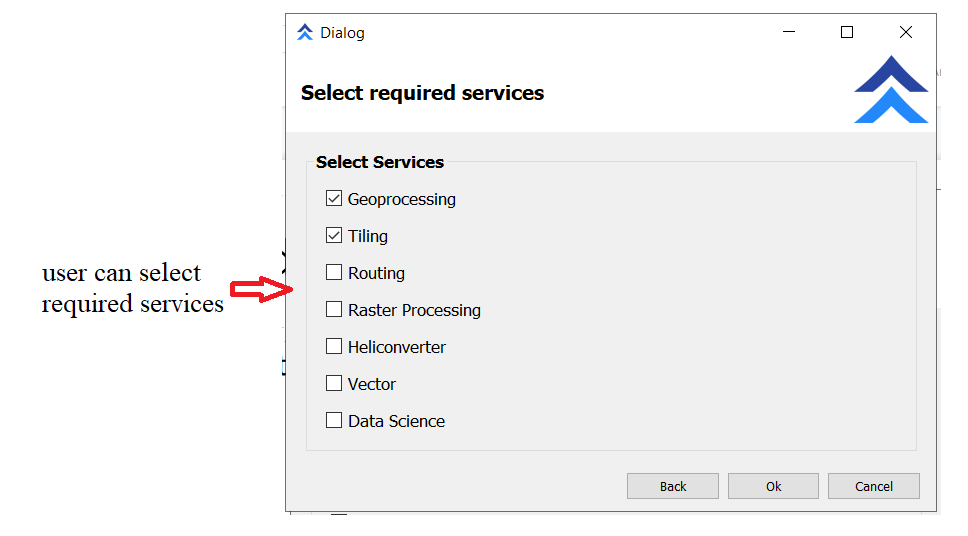 Dialog
Select required services
Select Services
Geoprocessing
Tiling
Routing
Raster Processing
Heliconverter
Vector
Data Science
Back Ok Cancel
user can select
required services